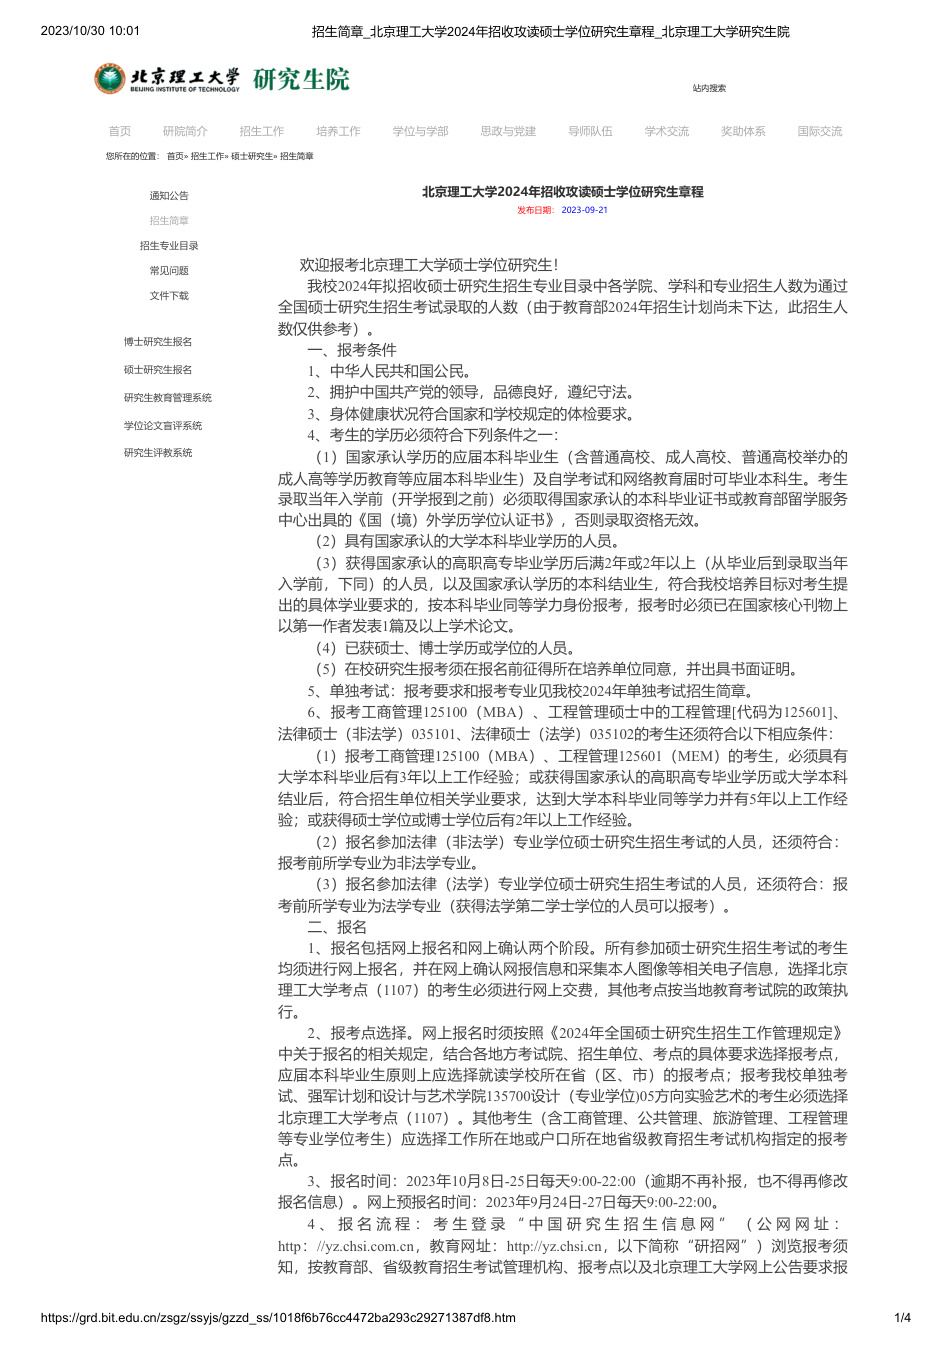 2023/10/30 10:01
招生简章_北京理工大学2024年招收攻读硕士学位研究生章程_北京理工大学研究生院
北京理工大学
BEIJING INSTITUTE OF TECHNOLOGY
研究生院
站内搜索
首页 研院简介 招生工作 培养工作 学位与学部 思政与党建 导师队伍 学术交流 奖助体系 国际交流
您所在的位置： 首页» 招生工作» 硕士研究生» 招生简章
通知公告
招生简章
招生专业目录
常见问题
文件下载
博士研究生报名
硕士研究生报名
研究生教育管理系统
学位论文盲评系统
研究生评教系统
北京理工大学2024年招收攻读硕士学位研究生章程
发布日期： 2023-09-21
欢迎报考北京理工大学硕士学位研究生！
我校2024年拟招收硕士研究生招生专业目录中各学院、学科和专业招生人数为通过
全国硕士研究生招生考试录取的人数（由于教育部2024年招生计划尚未下达，此招生人
数仅供参考）。
一、报考条件
1、中华人民共和国公民。
2、拥护中国共产党的领导，品德良好，遵纪守法。
3、身体健康状况符合国家和学校规定的体检要求。
4、考生的学历必须符合下列条件之一：
（1）国家承认学历的应届本科毕业生（含普通高校、成人高校、普通高校举办的
成人高等学历教育等应届本科毕业生）及自学考试和网络教育届时可毕业本科生。考生
录取当年入学前（开学报到之前）必须取得国家承认的本科毕业证书或教育部留学服务
中心出具的《国（境）外学历学位认证书》，否则录取资格无效。
（2）具有国家承认的大学本科毕业学历的人员。
（3）获得国家承认的高职高专毕业学历后满2年或2年以上（从毕业后到录取当年
入学前，下同）的人员，以及国家承认学历的本科结业生，符合我校培养目标对考生提
出的具体学业要求的，按本科毕业同等学力身份报考，报考时必须已在国家核心刊物上
以第一作者发表1篇及以上学术论文。
（4）已获硕士、博士学历或学位的人员。
（5）在校研究生报考须在报名前征得所在培养单位同意，并出具书面证明。
5、单独考试：报考要求和报考专业见我校2024年单独考试招生简章。
6、报考工商管理125100（MBA）、工程管理硕士中的工程管理[代码为125601]、
法律硕士（非法学）035101、法律硕士（法学）035102的考生还须符合以下相应条件：
（1）报考工商管理125100（MBA）、工程管理125601（MEM）的考生，必须具有
大学本科毕业后有3年以上工作经验；或获得国家承认的高职高专毕业学历或大学本科
结业后，符合招生单位相关学业要求，达到大学本科毕业同等学力并有5年以上工作经
验；或获得硕士学位或博士学位后有2年以上工作经验。
（2）报名参加法律（非法学）专业学位硕士研究生招生考试的人员，还须符合：
报考前所学专业为非法学专业。
（3）报名参加法律（法学）专业学位硕士研究生招生考试的人员，还须符合：报
考前所学专业为法学专业（获得法学第二学士学位的人员可以报考）。
二、报名
1、报名包括网上报名和网上确认两个阶段。所有参加硕士研究生招生考试的考生
均须进行网上报名，并在网上确认网报信息和采集本人图像等相关电子信息，选择北京
理工大学考点（1107）的考生必须进行网上交费，其他考点按当地教育考试院的政策执
行。
2、报考点选择。网上报名时须按照《2024年全国硕士研究生招生工作管理规定》
中关于报名的相关规定，结合各地方考试院、招生单位、考点的具体要求选择报考点，
应届本科毕业生原则上应选择就读学校所在省（区、市）的报考点；报考我校单独考
试、强军计划和设计与艺术学院135700设计（专业学位)05方向实验艺术的考生必须选择
北京理工大学考点（1107）。其他考生（含工商管理、公共管理、旅游管理、工程管理
等专业学位考生）应选择工作所在地或户口所在地省级教育招生考试机构指定的报考
点。
3、报名时间：2023年10月8日-25日每天9:00-22:00（逾期不再补报，也不得再修改
报名信息）。网上预报名时间：2023年9月24日-27日每天9:00-22:00。
4、报名流程：考生登录“中国研究生招生信息网”（公网网址：
http：//yz.chsi.com.cn，教育网址：http://yz.chsi.cn，以下简称“研招网”）浏览报考须
知，按教育部、省级教育招生考试管理机构、报考点以及北京理工大学网上公告要求报
https://grd.bit.edu.cn/zsgz/ssyjs/gzzd_ss/1018f6b76cc4472ba293c29271387df8.htm
1/4